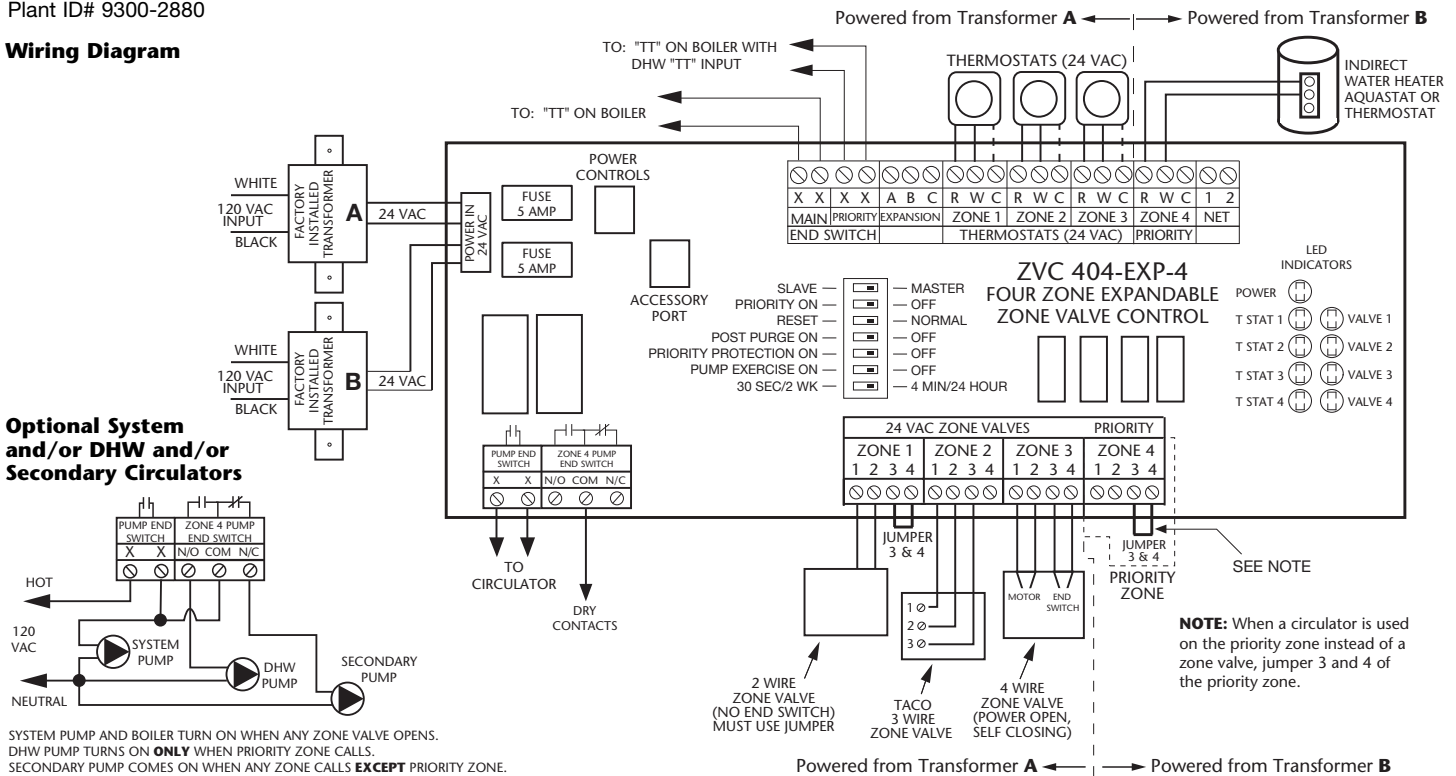 Plant ID# 9300-2880
Wiring Diagram
Powered from Transformer A
Powered from Transformer B
TO: "TT" ON BOILER WITH
DHW "TT" INPUT
TO: "TT" ON BOILER
THERMOSTATS (24 VAC)
INDIRECT
WATER HEATER
AQUASTAT OR
THERMOSTAT
WHITE
120 VAC
INPUT
BLACK
FACTORY
INSTALLED
TRANSFORMER
A
24 VAC
POWER IN
24 VAC
FUSE
5 AMP
FUSE
5 AMP
POWER
CONTROLS
ACCESSORY
PORT
WHITE
120 VAC
INPUT
BLACK
FACTORY
INSTALLED
TRANSFORMER
B
24 VAC
X X X X A B C R W C R W C R W C R W C 1 2
MAIN PRIORITY EXPANSION ZONE 1 ZONE 2 ZONE 3 ZONE 4 NET
END SWITCH THERMOSTATS (24 VAC) PRIORITY
SLAVE MASTER
PRIORITY ON OFF
RESET NORMAL
POST PURGE ON OFF
PRIORITY PROTECTION ON OFF
PUMP EXERCISE ON OFF
30 SEC/2 WK 4 MIN/24 HOUR
ZVC 404-EXP-4
FOUR ZONE EXPANDABLE
ZONE VALVE CONTROL
LED
INDICATORS
POWER
T STAT 1 VALVE 1
T STAT 2 VALVE 2
T STAT 3 VALVE 3
T STAT 4 VALVE 4
24 VAC ZONE VALVES PRIORITY
ZONE 1 ZONE 2 ZONE 3 ZONE 4
1 2 3 4 1 2 3 4 1 2 3 4 1 2 3 4
PUMP END
SWITCH
ZONE 4 PUMP
END SWITCH
X X N/O COM N/C
TO
CIRCULATOR
DRY
CONTACTS
JUMPER
3 & 4
2 WIRE
ZONE VALVE
(NO END SWITCH)
MUST USE JUMPER
1
2
3
TACO
3 WIRE
ZONE VALVE
MOTOR END
SWITCH
4 WIRE
ZONE VALVE
(POWER OPEN,
SELF CLOSING)
JUMPER
3 & 4
PRIORITY
ZONE
SEE NOTE
NOTE: When a circulator is used
on the priority zone instead of a
zone valve, jumper 3 and 4 of
the priority zone.
Powered from Transformer A
Powered from Transformer B
Optional System
and/or DHW and/or
Secondary Circulators
PUMP END
SWITCH
ZONE 4 PUMP
END SWITCH
X X N/O COM N/C
HOT
120
VAC
NEUTRAL
SYSTEM
PUMP
DHW
PUMP
SECONDARY
PUMP
SYSTEM PUMP AND BOILER TURN ON WHEN ANY ZONE VALVE OPENS.
DHW PUMP TURNS ON ONLY WHEN PRIORITY ZONE CALLS.
SECONDARY PUMP COMES ON WHEN ANY ZONE CALLS EXCEPT PRIORITY ZONE.